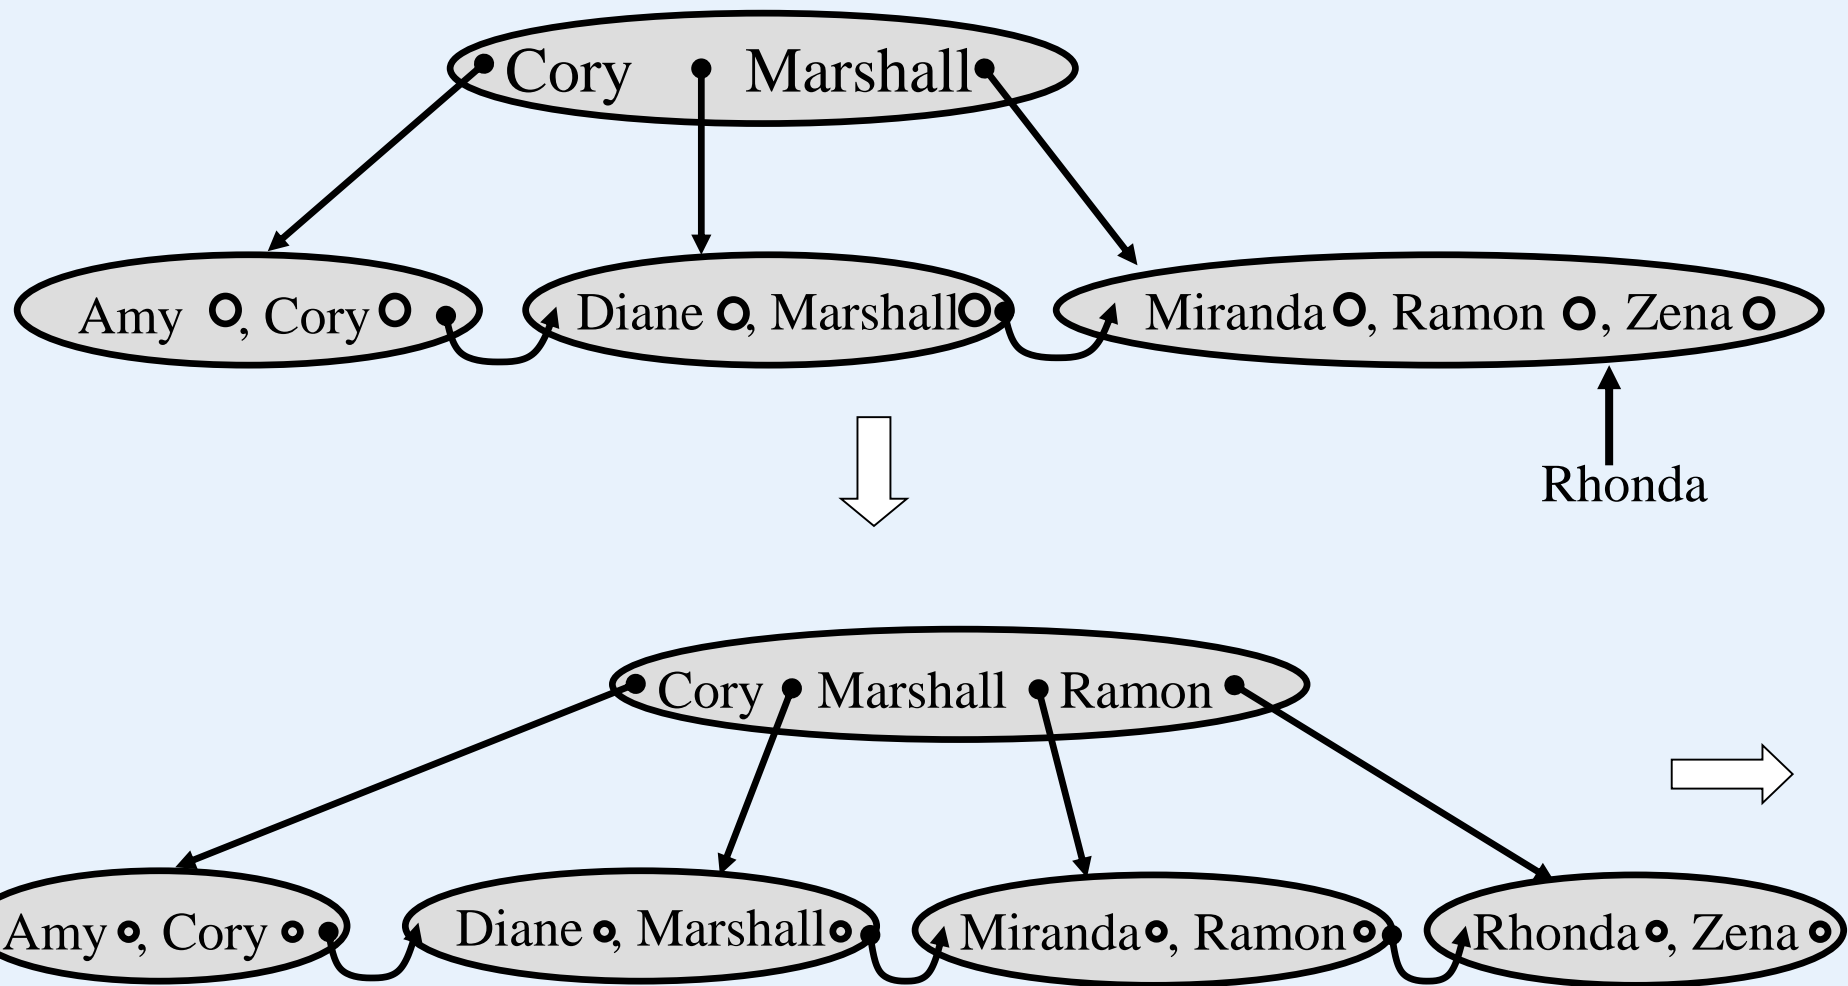 Cory Marshall
Amy , Cory
Diane , Marshall
Miranda , Ramon , Zena
Rhonda
Cory Marshall Ramon
Amy , Cory
Diane , Marshall
Miranda , Ramon
Rhonda , Zena